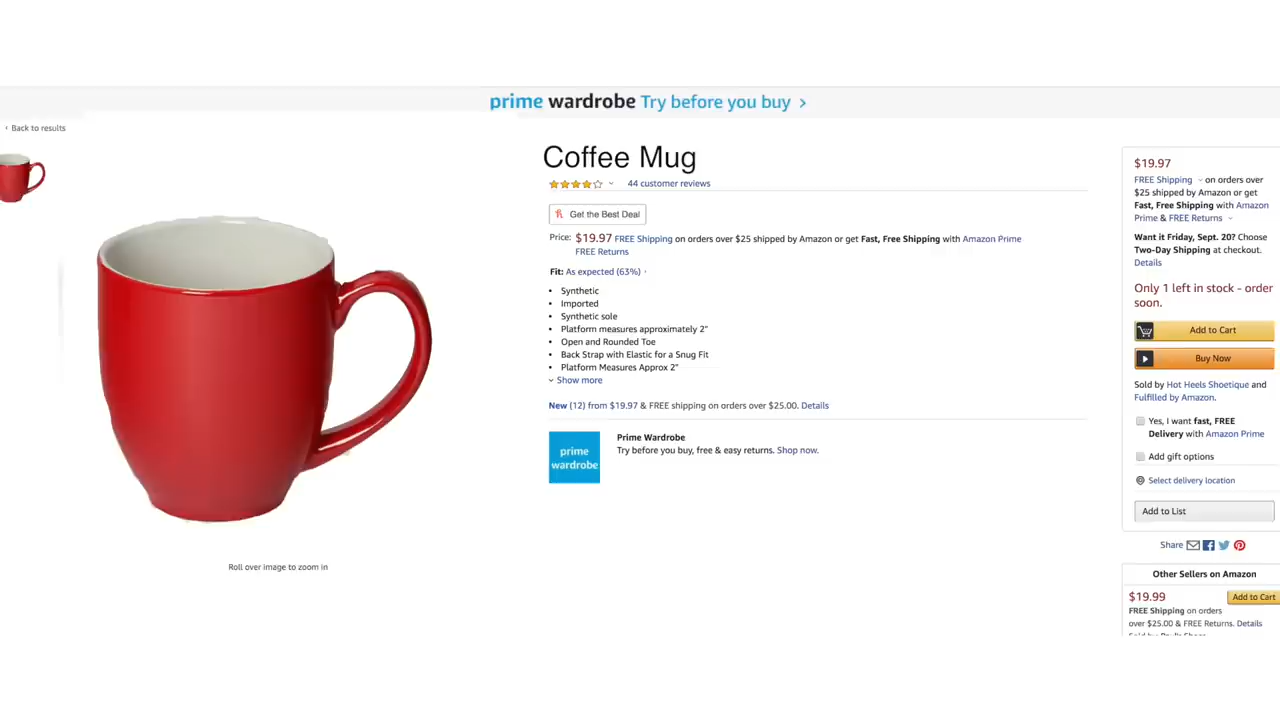 prime wardrobe Try before you buy ›
‹ Back to results
Coffee Mug
44 customer reviews
Get the Best Deal
Price: $19.97 FREE Shipping on orders over $25 shipped by Amazon or get Fast, Free Shipping with Amazon Prime
FREE Returns
Fit: As expected (63%)
• Synthetic
• Imported
• Synthetic sole
• Platform measures approximately 2"
• Open and Rounded Toe
• Back Strap with Elastic for a Snug Fit
• Platform Measures Approx 2"
Show more
New (12) from $19.97 & FREE shipping on orders over $25.00. Details
prime
wardrobe
Prime Wardrobe
Try before you buy, free & easy returns. Shop now.
Roll over image to zoom in
$19.97
FREE Shipping on orders over
$25 shipped by Amazon or get
Fast, Free Shipping with Amazon
Prime & FREE Returns
Want it Friday, Sept. 20? Choose
Two-Day Shipping at checkout.
Details
Only 1 left in stock - order
soon.
Add to Cart
Buy Now
Sold by Hot Heels Shoetique and
Fulfilled by Amazon.
Yes, I want fast, FREE
Delivery with Amazon Prime
Add gift options
Select delivery location
Add to List
Share
Other Sellers on Amazon
$19.99
Add to Cart
FREE Shipping on orders
over $25.00 & FREE Returns. Details